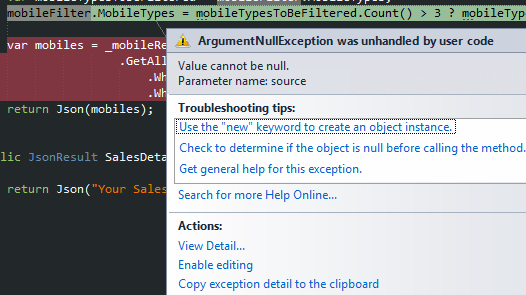 mobileFilter.MobileTypes = mobileTypesToBeFiltered.Count() > 3 ? mobileTyp
ArgumentNullException was unhandled by user code
var mobiles = _mobileRe
.GetAl
.Wh
.Wh
return Json(mobiles);
Value cannot be null.
Parameter name: source
Troubleshooting tips:
Use the "new" keyword to create an object instance.
Check to determine if the object is null before calling the method.
Get general help for this exception.
lic JsonResult SalesDeta
return Json("Your Sales
Search for more Help Online...
Actions:
View Detail...
Enable editing
Copy exception detail to the clipboard